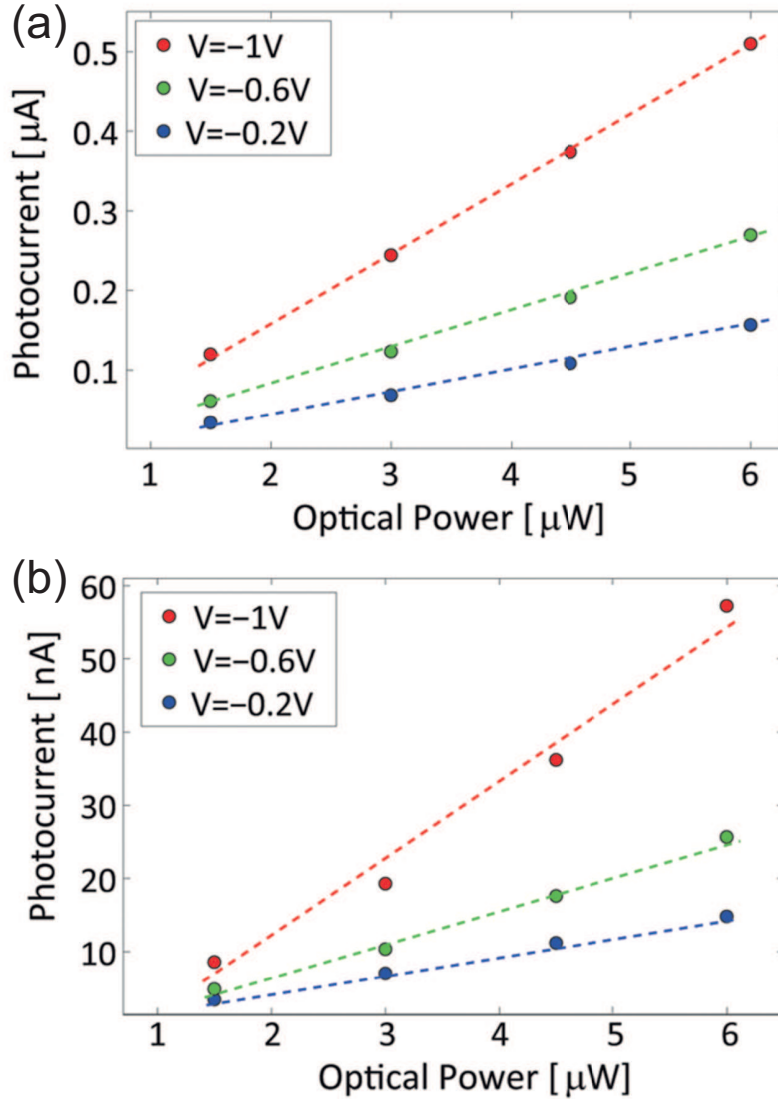 (a)
V=−1V
V=−0.6V
V=−0.2V
Photocurrent [ μA]
0.5
0.4
0.3
0.2
0.1
1 2 3 4 5 6
Optical Power [ μW]
(b)
V=−1V
V=−0.6V
V=−0.2V
Photocurrent [ nA]
60
50
40
30
20
10
1 2 3 4 5 6
Optical Power [ μW]